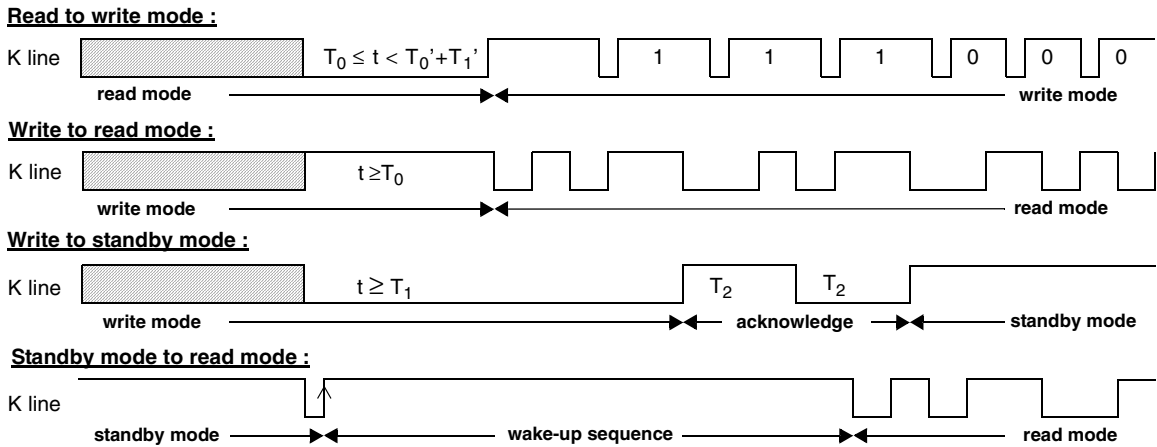 Read to write mode :
K line T₀ ≤ t < T₀'+T₁' 1 1 1 0 0 0
read mode write mode
Write to read mode :
K line t ≥T₀
write mode read mode
Write to standby mode :
K line t ≥ T₁ T₂ T₂
write mode acknowledge standby mode
Standby mode to read mode :
K line
standby mode wake-up sequence read mode